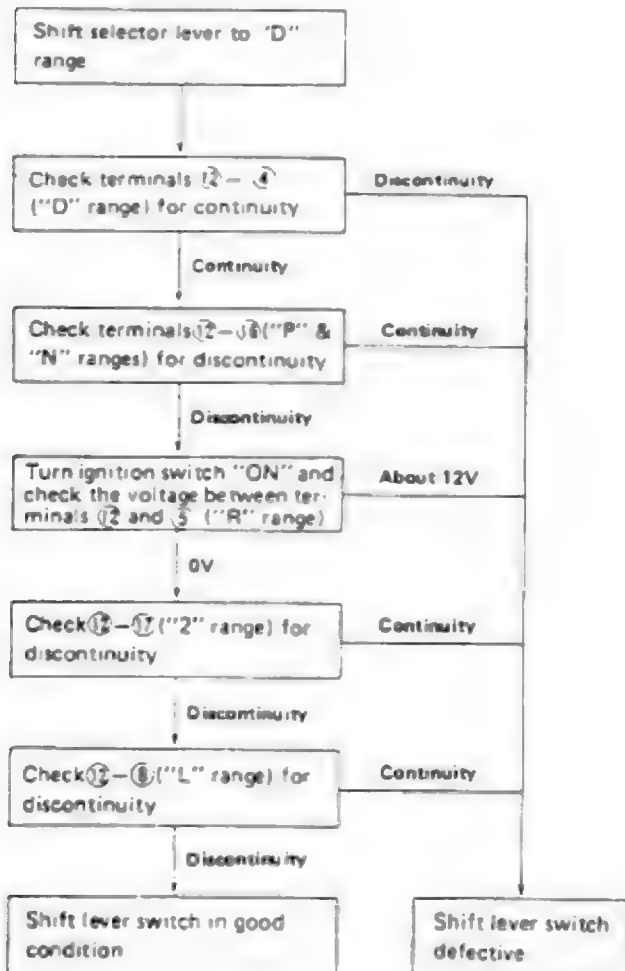 Shift selector lever to "D"
range
Check terminals ⑫ – ④
("D" range) for continuity
Discontinuity
Continuity
Check terminals ⑫ – ("P" &
"N" ranges) for discontinuity
Continuity
Discontinuity
Turn ignition switch "ON" and
check the voltage between ter-
minals ⑫ and ⑤ ("R" range)
About 12V
0V
Check ⑫ – ⑰ ("2" range) for
discontinuity
Continuity
Discontinuity
Check ⑫ – ⑧ ("L" range) for
discontinuity
Continuity
Discontinuity
Shift lever switch in good
condition
Shift lever switch
defective